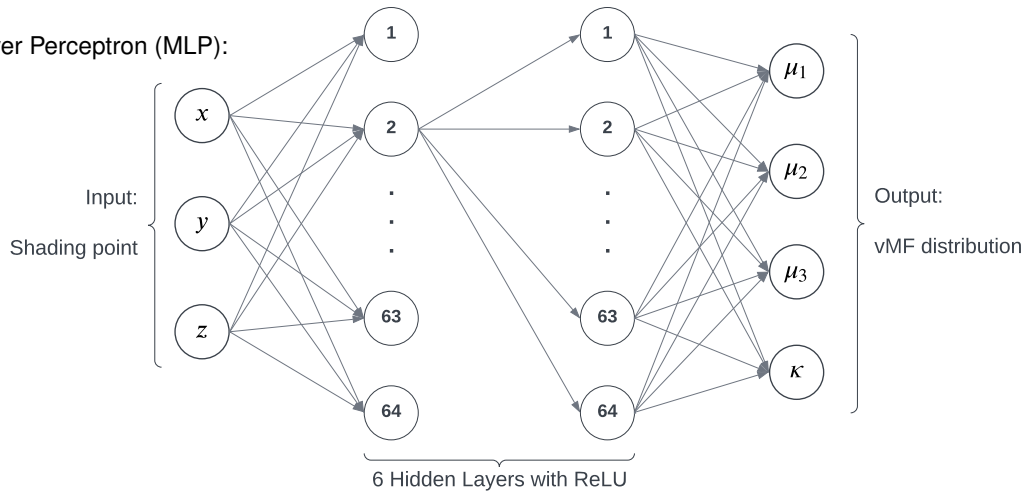 Perceptron (MLP):
Input:
Shading point
x
y
z
1
2
.
.
.
63
64
1
2
.
.
.
63
64
6 Hidden Layers with ReLU
μ1
μ2
μ3
κ
Output:
vMF distribution